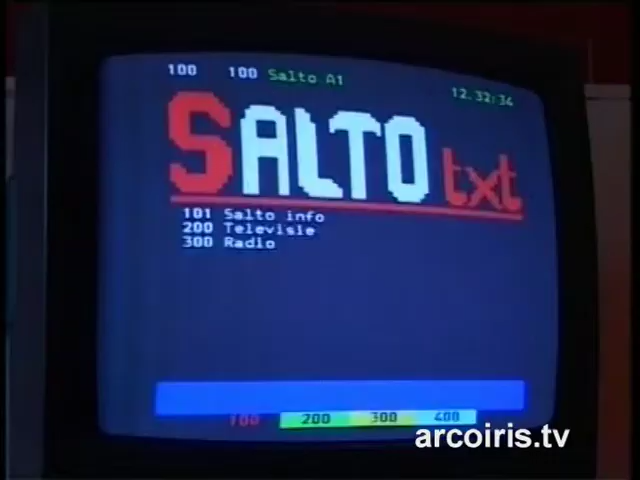 100 100 Salto A1 12.32:34
SALTO txt
101 Salto info
200 Televisie
300 Radio
100 200 300 400
arcoiris.tv